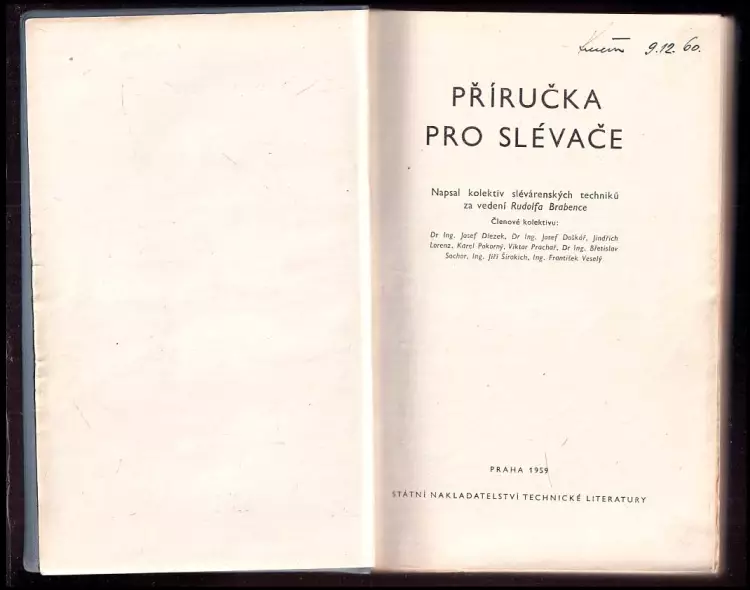 9.12.60.
PŘÍRUČKA
PRO SLÉVAČE
Napsal kolektiv slévárenských techniků
za vedení Rudolfa Brabence
Členové kolektivu:
Dr Ing. Josef Dlezek, Dr Ing. Josef Doškář, Jindřich
Lorenz, Karel Pokorný, Viktor Prachař, Dr Ing. Břetislav
Sochor, Ing. Jiří Širokich, Ing. František Veselý
PRAHA 1959
STÁTNÍ NAKLADATELSTVÍ TECHNICKÉ LITERATURY